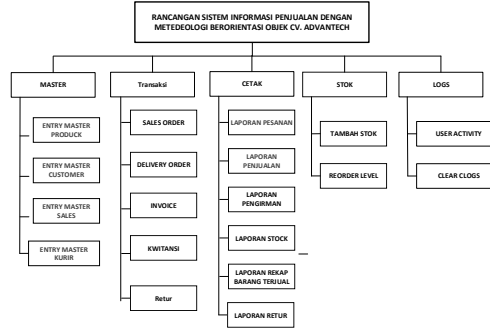 RANCANGAN SISTEM INFORMASI PENJUALAN DENGAN
METEDEOLOGI BERORIENTASI OBJEK CV. ADVANTECH
MASTER
Transaksi
CETAK
STOK
LOGS
ENTRY MASTER
PRODUCK
ENTRY MASTER
CUSTOMER
ENTRY MASTER
SALES
ENTRY MASTER
KURIR
SALES ORDER
DELIVERY ORDER
INVOICE
KWITANSI
Retur
LAPORAN PESANAN
LAPORAN
PENJUALAN
LAPORAN
PENGIRMAN
LAPORAN STOCK
LAPORAN REKAP
BARANG TERJUAL
LAPORAN RETUR
TAMBAH STOK
REORDER LEVEL
USER ACTIVITY
CLEAR CLOGS